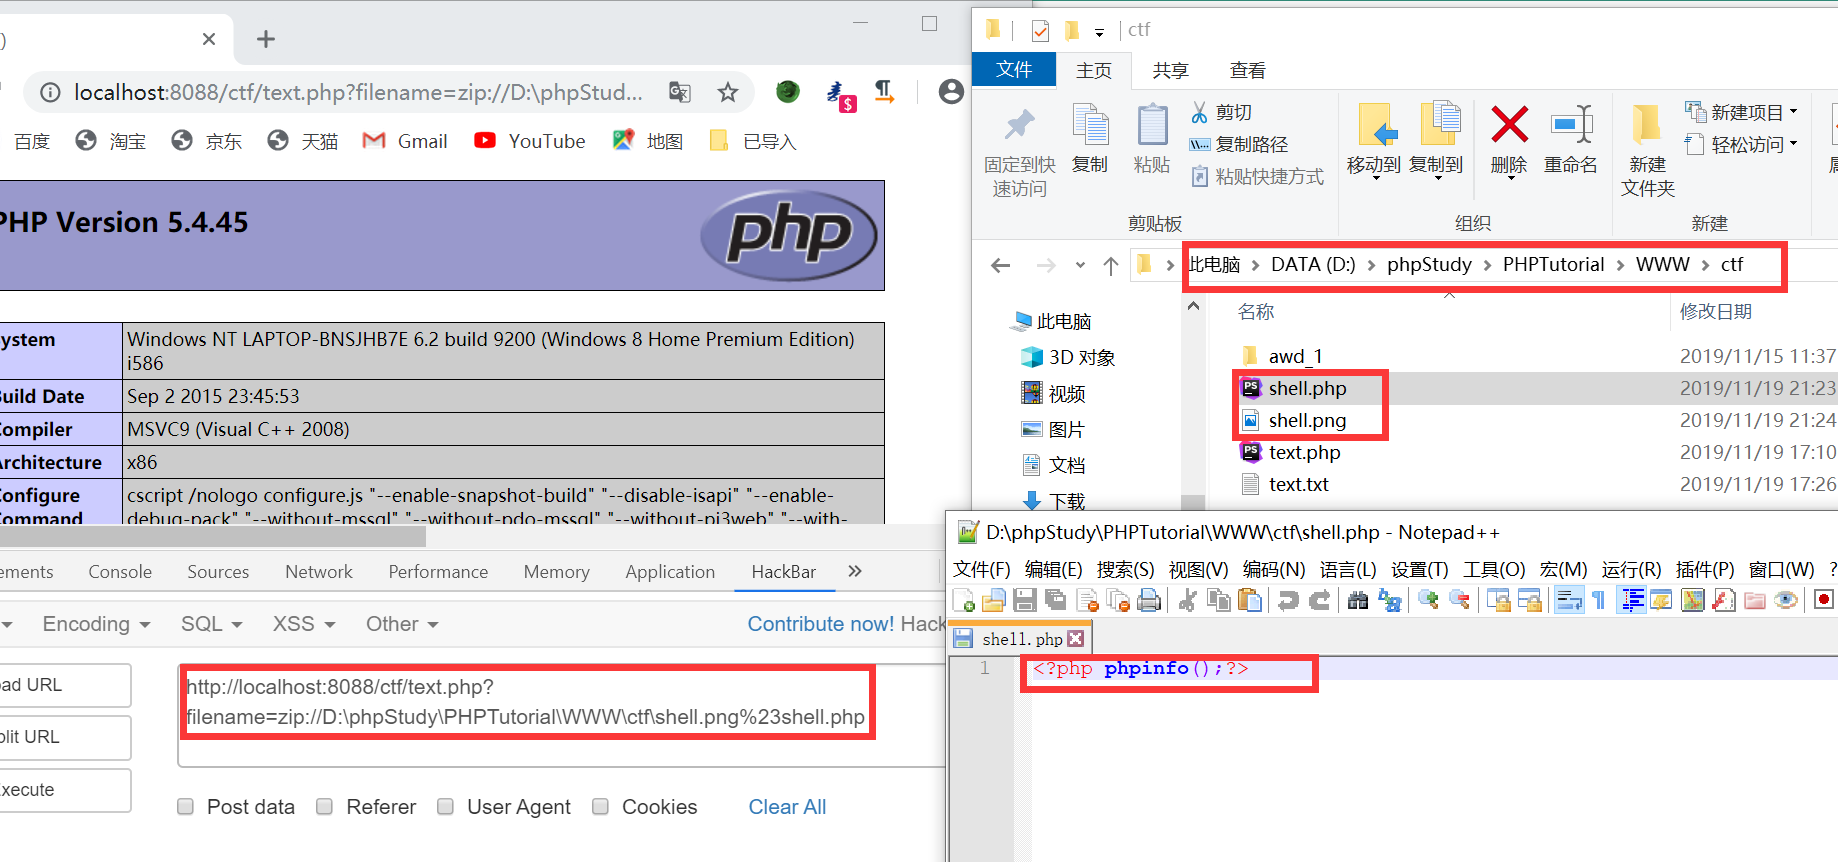 )
localhost:8088/ctf/text.php?filename=zip://D:\phpStud...
$
百度
淘宝
京东
天猫
Gmail
YouTube
地图
已导入
PHP Version 5.4.45
php
ystem
Windows NT LAPTOP-BNSJHB7E 6.2 build 9200 (Windows 8 Home Premium Edition)
i586
Build Date
Sep 2 2015 23:45:53
Compiler
MSVC9 (Visual C++ 2008)
Architecture
x86
Configure
Command
cscript /nologo configure.js "--enable-snapshot-build" "--disable-isapi" "--enable-
debug-pack" "--without-mssql" "--without-pdo-mssql" "--without-pi3web" "--with-
ements
Console
Sources
Network
Performance
Memory
Application
HackBar
Encoding
SQL
XSS
Other
Contribute now! Hack
ad URL
http://localhost:8088/ctf/text.php?
filename=zip://D:\phpStudy\PHPTutorial\WWW\ctf\shell.png%23shell.php
plit URL
Execute
Post data
Referer
User Agent
Cookies
Clear All
ctf
文件
主页
共享
查看
固定到快
速访问
复制
粘贴
剪切
复制路径
粘贴快捷方式
剪贴板
移动到
复制到
删除
重命名
组织
新建
文件夹
新建项目
轻松访问
新建
此电脑
DATA (D:)
phpStudy
PHPTutorial
WWW
ctf
此电脑
3D 对象
视频
图片
文档
下载
名称
修改日期
awd_1
2019/11/15 11:37
shell.php
2019/11/19 21:23
shell.png
2019/11/19 21:24
text.php
2019/11/19 17:10
text.txt
2019/11/19 17:26
D:\phpStudy\PHPTutorial\WWW\ctf\shell.php - Notepad++
文件(F) 编辑(E) 搜索(S) 视图(V) 编码(N) 语言(L) 设置(T) 工具(O) 宏(M) 运行(R) 插件(P) 窗口(W) ?
shell.php
1
<?php phpinfo();?>